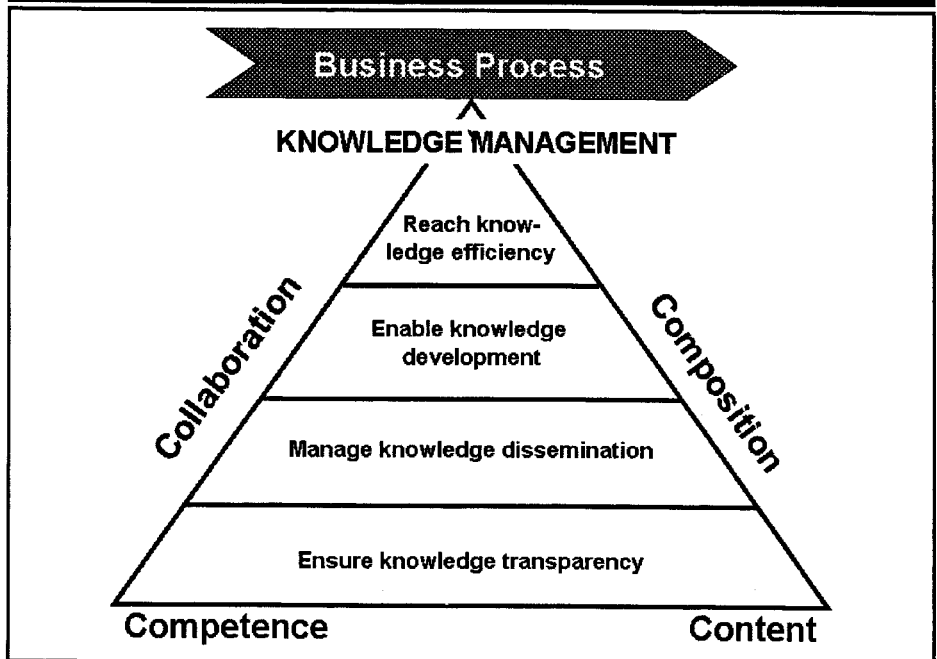 Business Process
KNOWLEDGE MANAGEMENT
Reach know-
ledge efficiency
Enable knowledge
development
Collaboration
Composition
Manage knowledge dissemination
Ensure knowledge transparency
Competence
Content